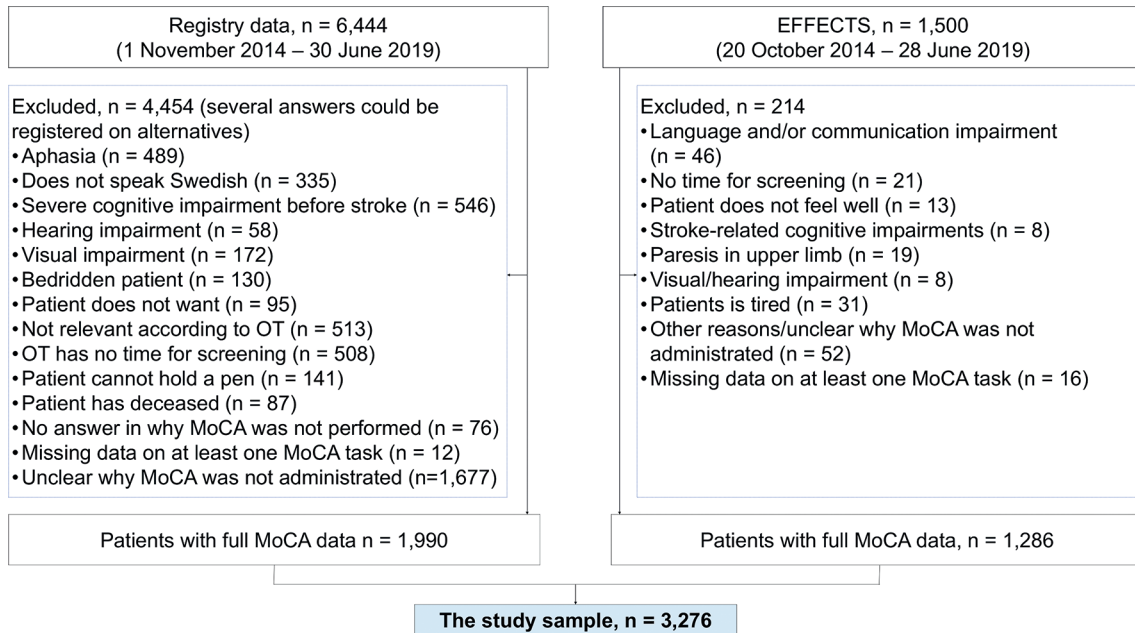 Registry data, n = 6,444
(1 November 2014 – 30 June 2019)
Excluded, n = 4,454 (several answers could be
registered on alternatives)
•Aphasia (n = 489)
•Does not speak Swedish (n = 335)
•Severe cognitive impairment before stroke (n = 546)
•Hearing impairment (n = 58)
•Visual impairment (n = 172)
•Bedridden patient (n = 130)
•Patient does not want (n = 95)
•Not relevant according to OT (n = 513)
•OT has no time for screening (n = 508)
•Patient cannot hold a pen (n = 141)
•Patient has deceased (n = 87)
•No answer in why MoCA was not performed (n = 76)
•Missing data on at least one MoCA task (n = 12)
•Unclear why MoCA was not administrated (n=1,677)
Patients with full MoCA data n = 1,990
EFFECTS, n = 1,500
(20 October 2014 – 28 June 2019)
Excluded, n = 214
•Language and/or communication impairment
(n = 46)
•No time for screening (n = 21)
•Patient does not feel well (n = 13)
•Stroke-related cognitive impairments (n = 8)
•Paresis in upper limb (n = 19)
•Visual/hearing impairment (n = 8)
•Patients is tired (n = 31)
•Other reasons/unclear why MoCA was not
administrated (n = 52)
•Missing data on at least one MoCA task (n = 16)
Patients with full MoCA data, n = 1,286
The study sample, n = 3,276